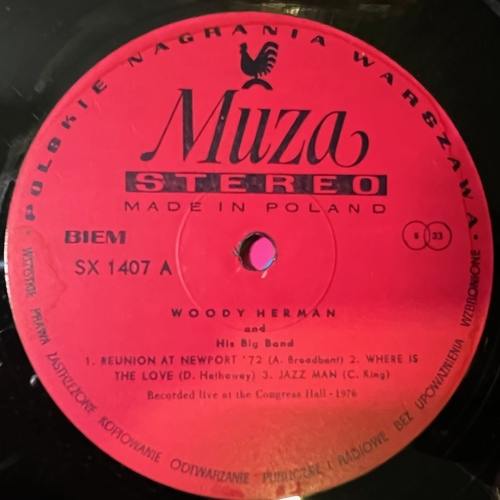 POLSKIE NAGRANIA WARSZAWA
Muza
STEREO
MADE IN POLAND
BIEM
S 33
SX 1407 A
WOODY HERMAN
and
His Big Band
1. REUNION AT NEWPORT '72 (A. Broadbent) 2. WHERE IS
THE LOVE (D. Hathaway) 3. JAZZ MAN (C. King)
Recorded live at the Congress Hall - 1976
WSZYSTKIE PRAWA ZASTRZEŻONE KOPIOWANIE ODTWARZANIE PUBLICZNE I RADIOWE BEZ UPOWAŻNIENIA WZBRONIONE